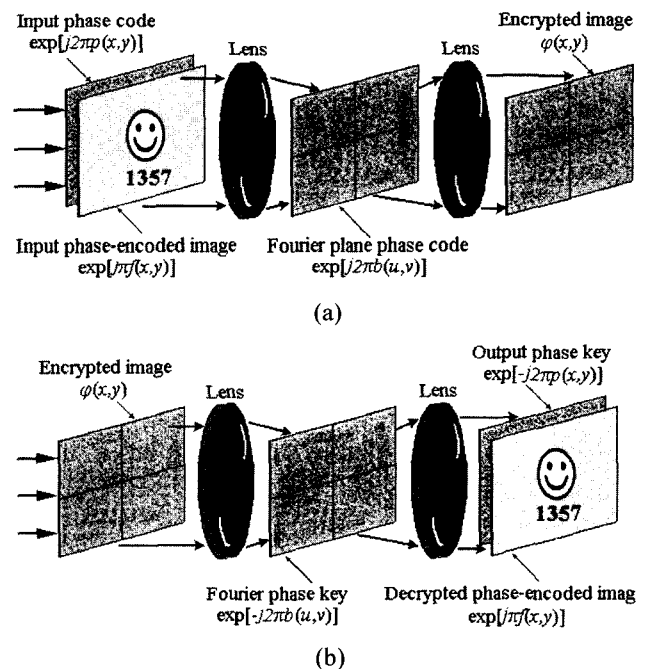 Input phase code
exp[j2πp(x,y)]
Lens
Lens
Encrypted image
φ(x,y)
1357
Input phase-encoded image
exp[jπf(x,y)]
Fourier plane phase code
exp[j2πb(u,v)]
(a)
Encrypted image
φ(x,y)
Lens
Lens
Output phase key
exp[-j2πp(x,y)]
1357
Fourier phase key
exp[-j2πb(u,v)]
Decrypted phase-encoded imag
exp[jπf(x,y)]
(b)